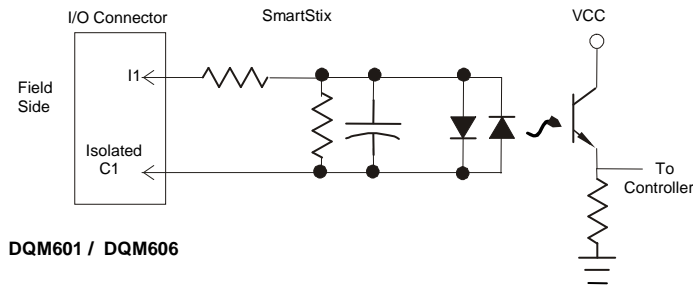 I/O Connector
SmartStix
VCC
I1
Field
Side
Isolated
C1
To
Controller
DQM601 / DQM606